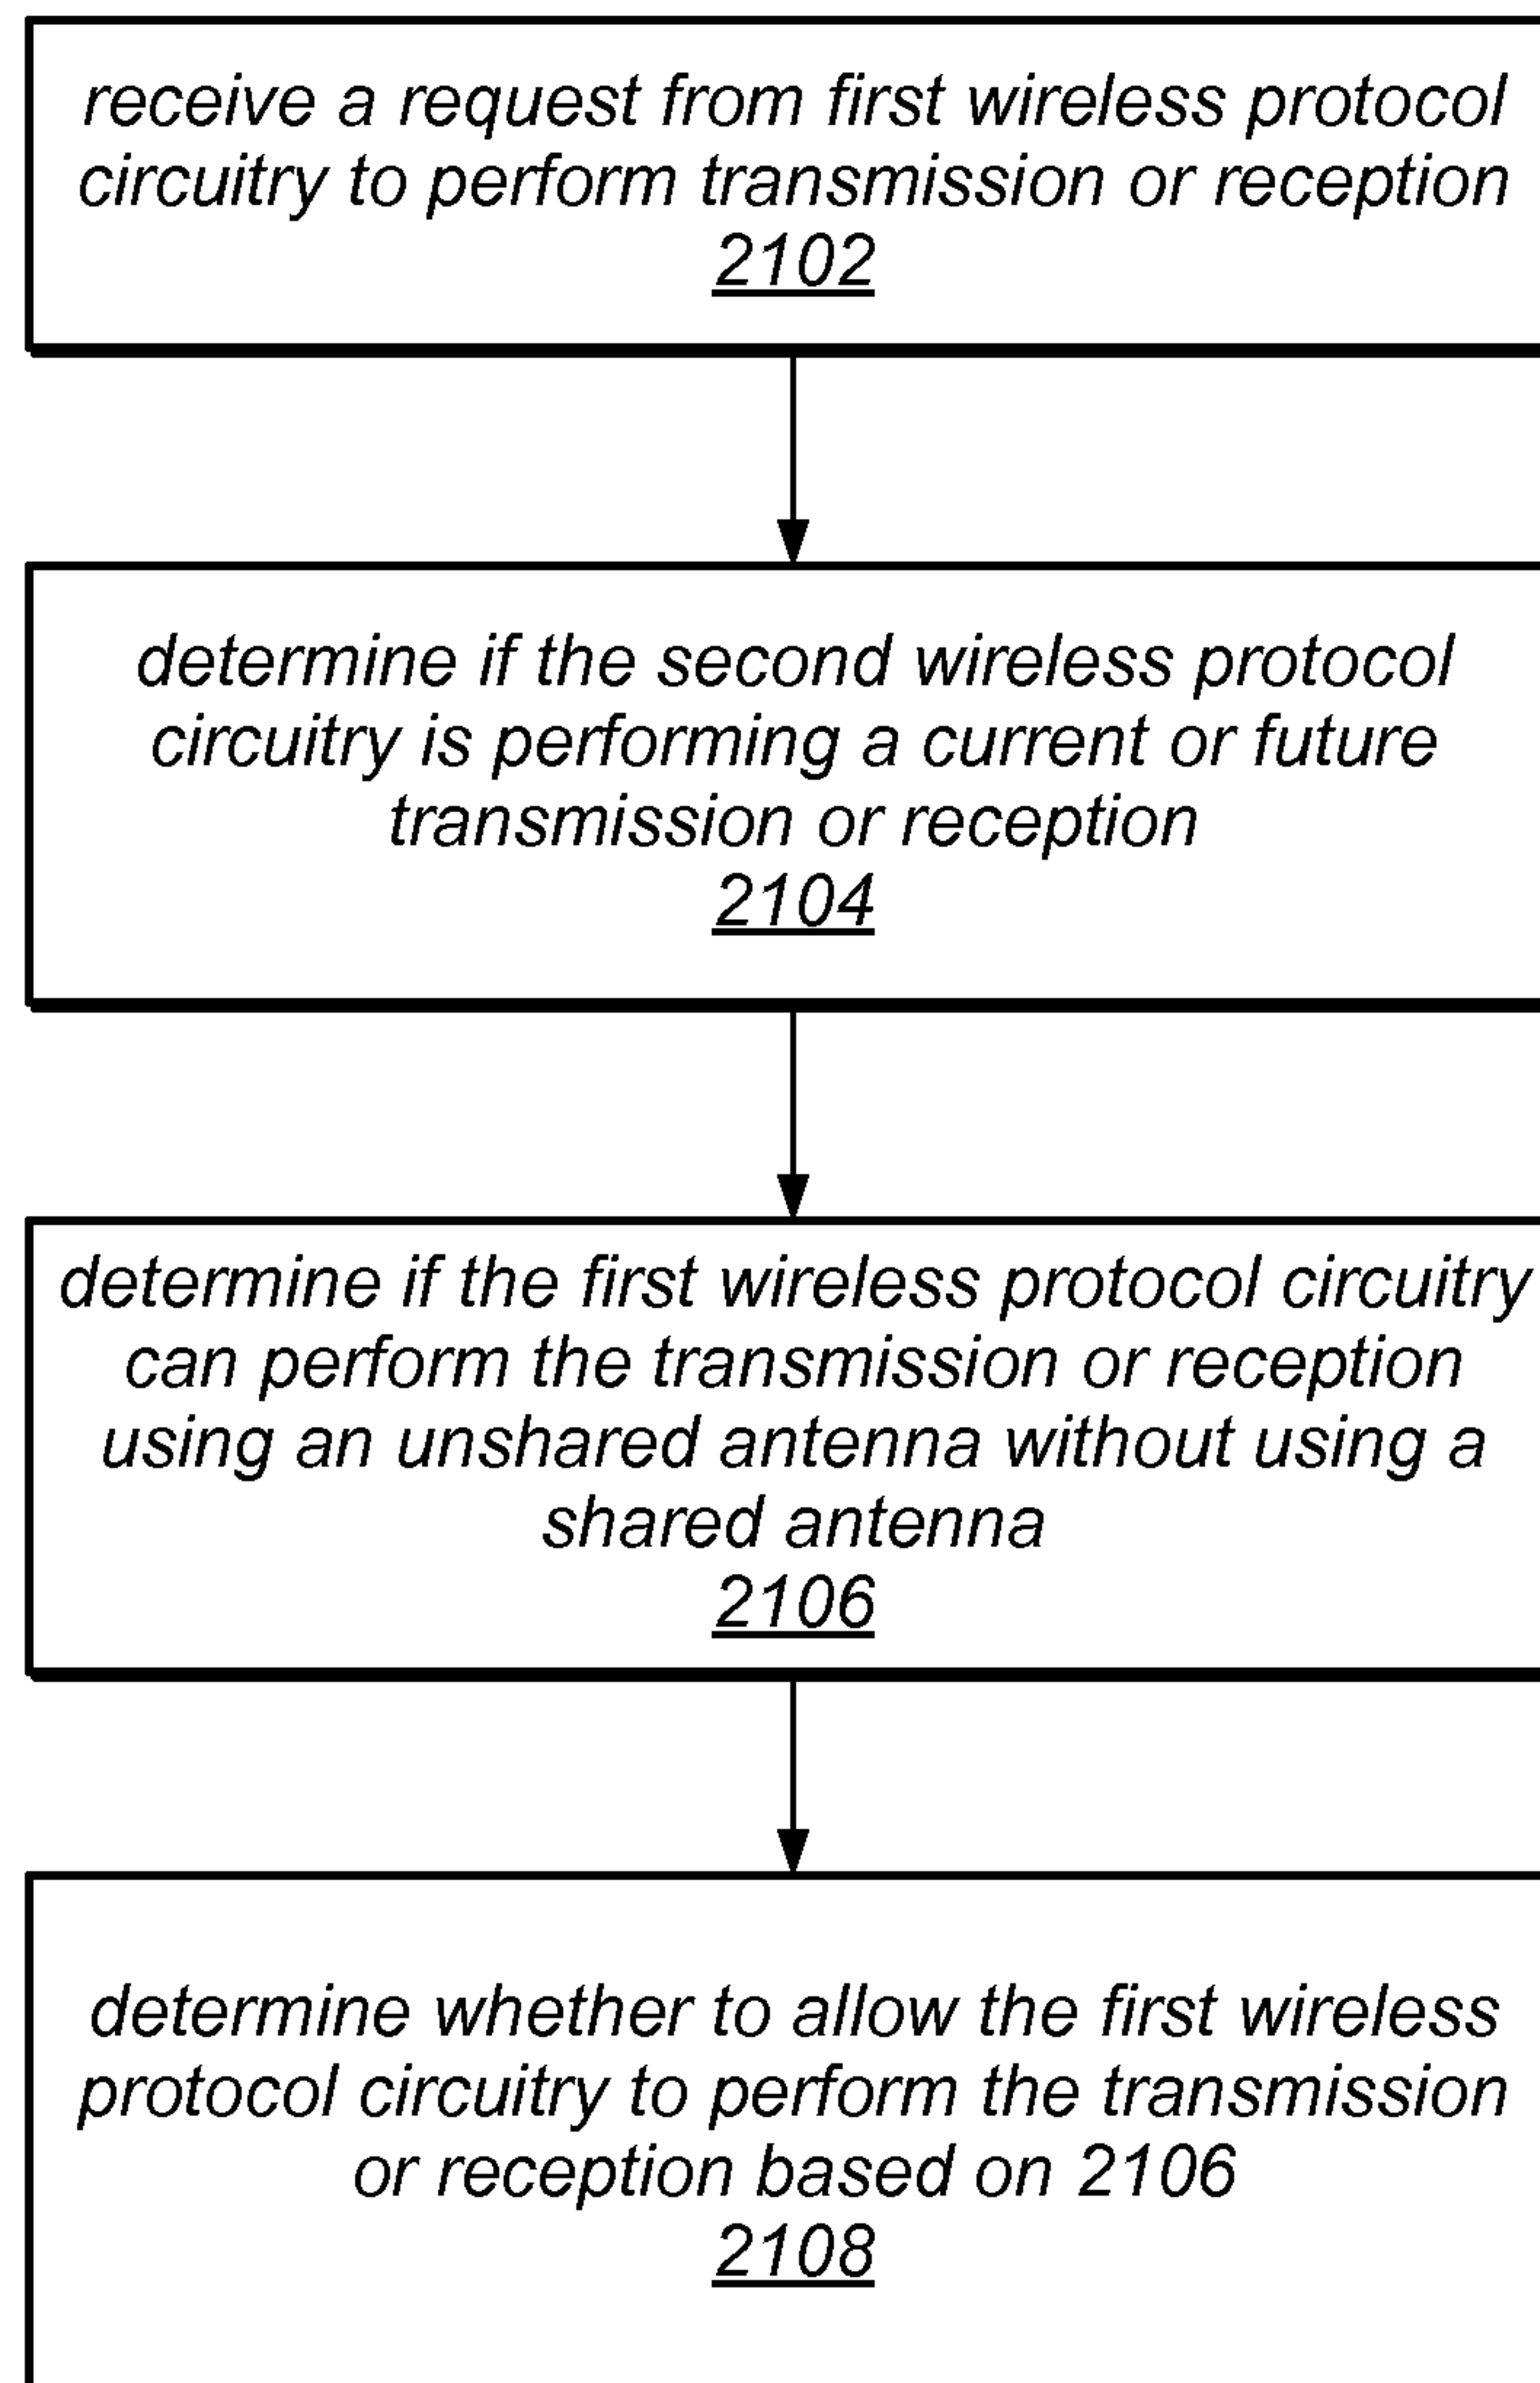 receive a request from first wireless protocol
circuitry to perform transmission or reception
2102
determine if the second wireless protocol
circuitry is performing a current or future
transmission or reception
2104
determine if the first wireless protocol circuitry
can perform the transmission or reception
using an unshared antenna without using a
shared antenna
2106
determine whether to allow the first wireless
protocol circuitry to perform the transmission
or reception based on 2106
2108